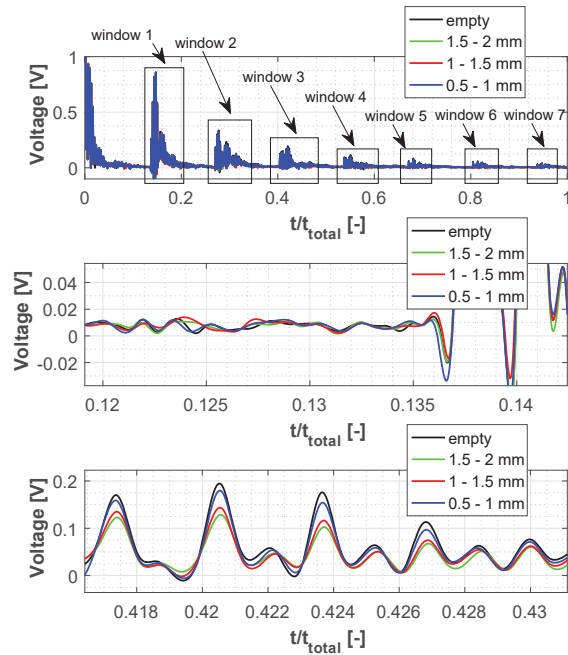 window 1
window 2
window 3
window 4
window 5
window 6
window 7
empty
1.5 - 2 mm
1 - 1.5 mm
0.5 - 1 mm
Voltage [V]
1
0.5
0
0 0.2 0.4 0.6 0.8 1
t/t_total [-]
empty
1.5 - 2 mm
1 - 1.5 mm
0.5 - 1 mm
Voltage [V]
0.04
0.02
0
-0.02
0.12 0.125 0.13 0.135 0.14
t/t_total [-]
empty
1.5 - 2 mm
1 - 1.5 mm
0.5 - 1 mm
Voltage [V]
0.2
0.1
0
0.418 0.42 0.422 0.424 0.426 0.428 0.43
t/t_total [-]